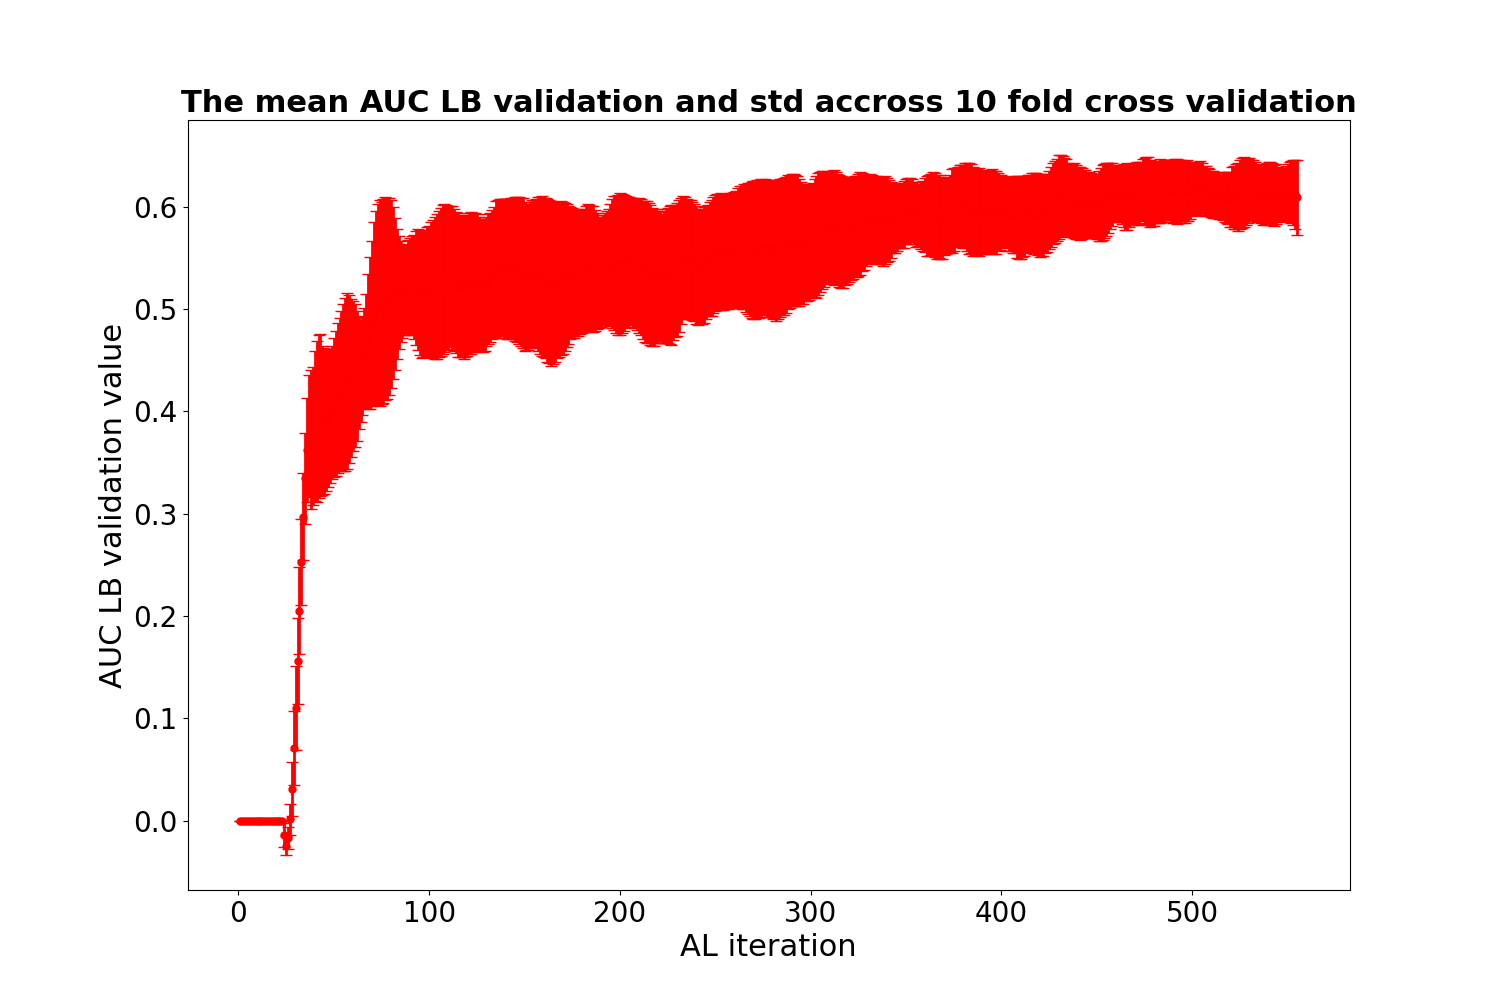 The mean AUC LB validation and std accross 10 fold cross validation
AUC LB validation value
0.6
0.5
0.4
0.3
0.2
0.1
0.0
0 100 200 300 400 500
AL iteration